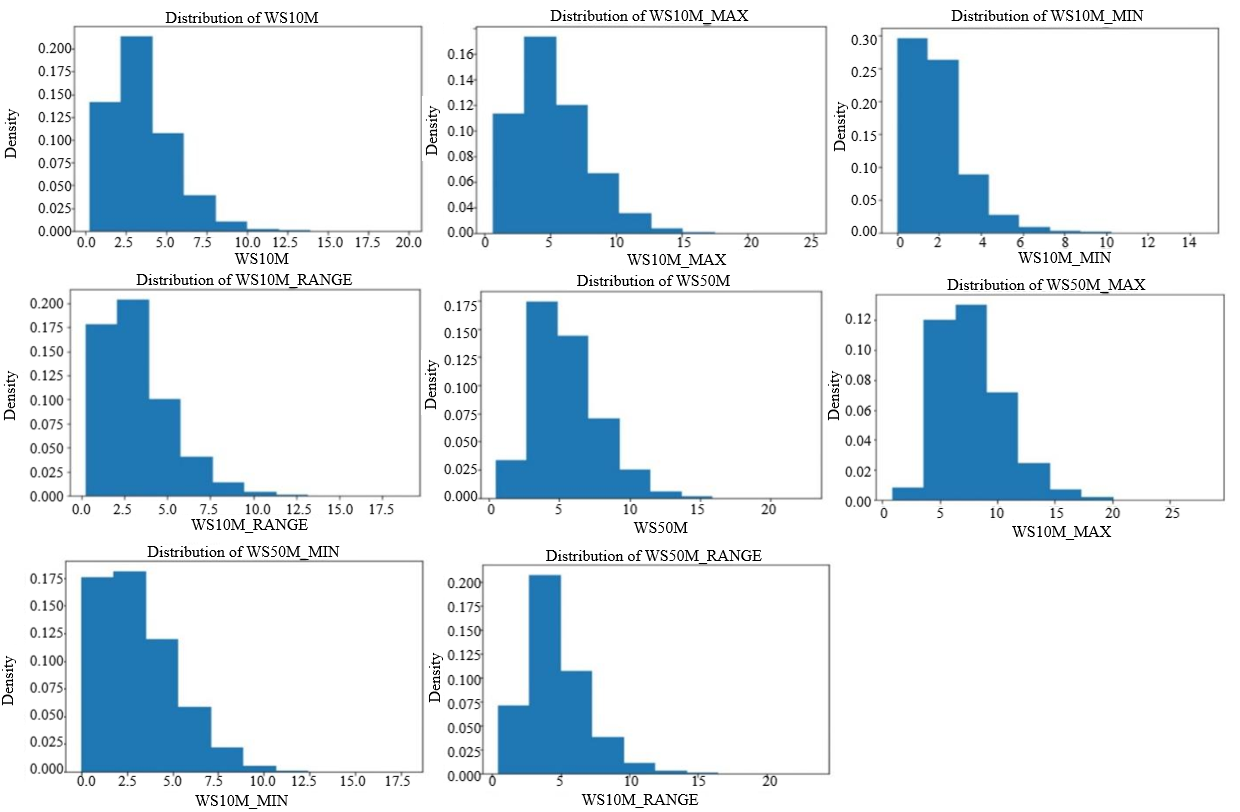 Distribution of WS10M
Density
0.200
0.175
0.150
0.125
0.100
0.075
0.050
0.025
0.000
0.0 2.5 5.0 7.5 10.0 12.5 15.0 17.5 20.0
WS10M
Distribution of WS10M_MAX
Density
0.16
0.14
0.12
0.10
0.08
0.06
0.04
0.00
0 5 10 15 20 25
WS10M_MAX
Distribution of WS10M_MIN
Density
0.30
0.25
0.20
0.15
0.10
0.05
0.00
0 2 4 6 8 10 12 14
WS10M_MIN
Distribution of WS10M_RANGE
Density
0.200
0.175
0.150
0.125
0.100
0.075
0.050
0.025
0.000
0.0 2.5 5.0 7.5 10.0 12.5 15.0 17.5
WS10M_RANGE
Distribution of WS50M
Density
0.175
0.150
0.125
0.100
0.075
0.050
0.025
0.000
0 5 10 15 20
WS50M
Distribution of WS50M_MAX
Density
0.12
0.10
0.08
0.06
0.04
0.02
0.00
0 5 10 15 20 25
WS10M_MAX
Distribution of WS50M_MIN
Density
0.175
0.150
0.125
0.100
0.075
0.050
0.025
0.000
0.0 2.5 5.0 7.5 10.0 12.5 15.0 17.5
WS10M_MIN
Distribution of WS50M_RANGE
Density
0.200
0.175
0.150
0.125
0.100
0.075
0.050
0.025
0.000
0 5 10 15 20
WS10M_RANGE